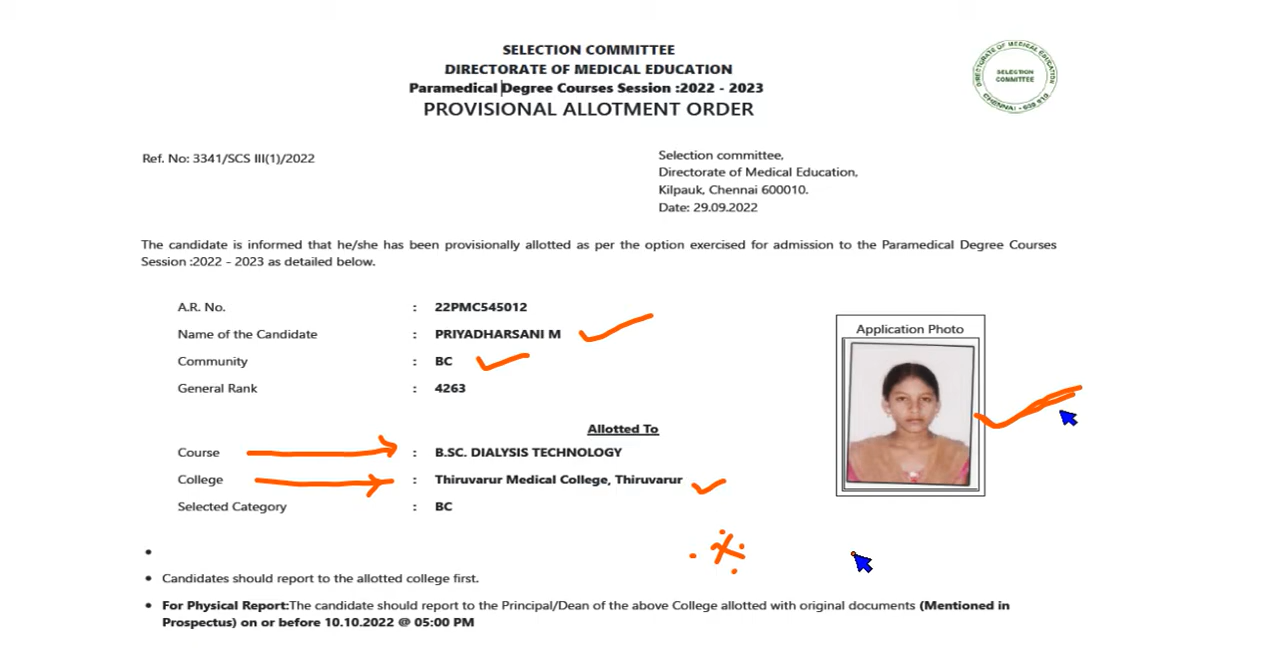 SELECTION COMMITTEE
DIRECTORATE OF MEDICAL EDUCATION
Paramedical Degree Courses Session :2022 - 2023
PROVISIONAL ALLOTMENT ORDER
DIRECTORATE OF MEDICAL EDUCATION
SELECTION
COMMITTEE
Ref. No: 3341/SCS III(1)/2022
Selection committee,
Directorate of Medical Education,
Kilpauk, Chennai 600010.
Date: 29.09.2022
The candidate is informed that he/she has been provisionally allotted as per the option exercised for admission to the Paramedical Degree Courses
Session :2022 - 2023 as detailed below.
A.R. No. : 22PMC545012
Name of the Candidate : PRIYADHARSANI M
Community : BC
General Rank : 4263
Application Photo
Allotted To
Course : B.SC. DIALYSIS TECHNOLOGY
College : Thiruvarur Medical College, Thiruvarur
Selected Category : BC
• Candidates should report to the allotted college first.
• For Physical Report:The candidate should report to the Principal/Dean of the above College allotted with original documents (Mentioned in
Prospectus) on or before 10.10.2022 @ 05:00 PM